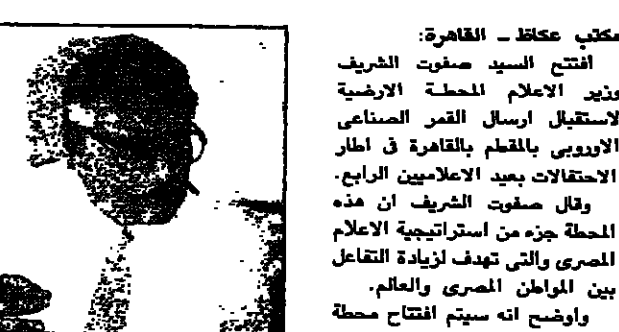 مكتب عكاظ ـ القاهرة:
افتتح السيد صفوت الشريف
وزير الاعلام المحطة الارضية
لاستقبال ارسال القمر الصناعى
الاوروبى بالمقطم بالقاهرة فى اطار
الاحتفالات بعيد الاعلاميين الرابع.
وقال صفوت الشريف ان هذه
المحطة جزء من استراتيجية الاعلام
المصرى والتى تهدف لزيادة التفاعل
بين المواطن المصرى والعالم.
واوضح انه سيتم افتتاح محطة